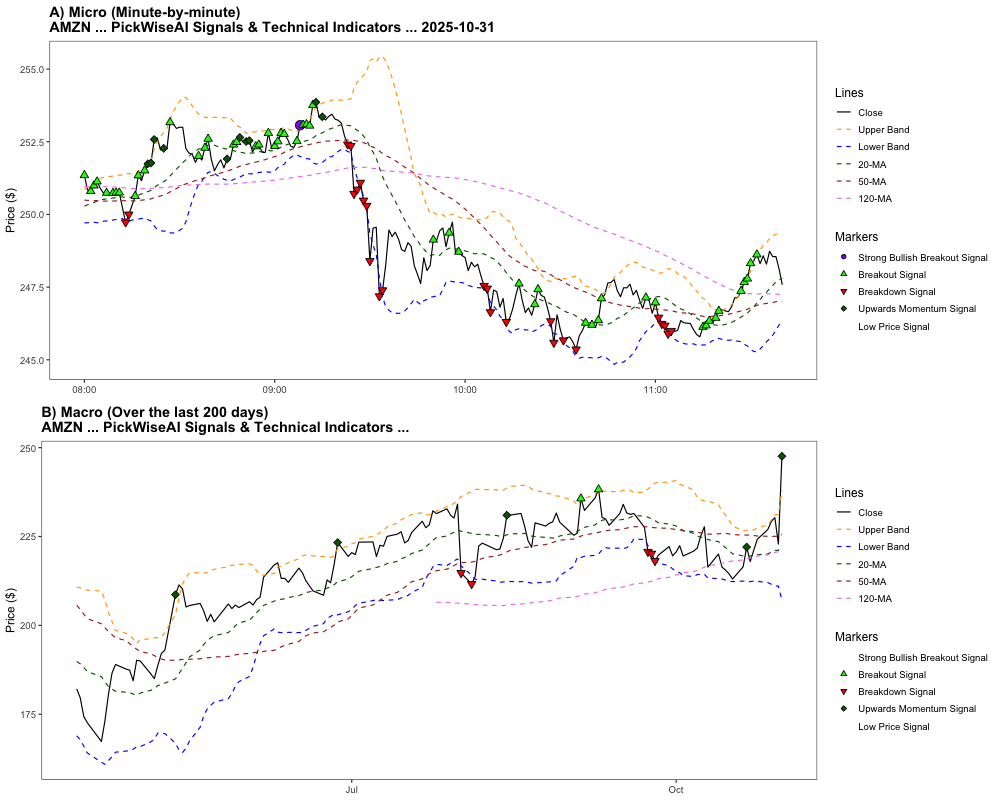 A) Micro (Minute-by-minute)
AMZN ... PickWiseAI Signals & Technical Indicators ... 2025-10-31
Price ($)
255.0
252.5
250.0
247.5
245.0
08:00
09:00
10:00
11:00
Lines
Close
Upper Band
Lower Band
20-MA
50-MA
120-MA
Markers
Strong Bullish Breakout Signal
Breakout Signal
Breakdown Signal
Upwards Momentum Signal
Low Price Signal
B) Macro (Over the last 200 days)
AMZN ... PickWiseAI Signals & Technical Indicators ...
Price ($)
250
225
200
175
Jul
Oct
Lines
Close
Upper Band
Lower Band
20-MA
50-MA
120-MA
Markers
Strong Bullish Breakout Signal
Breakout Signal
Breakdown Signal
Upwards Momentum Signal
Low Price Signal